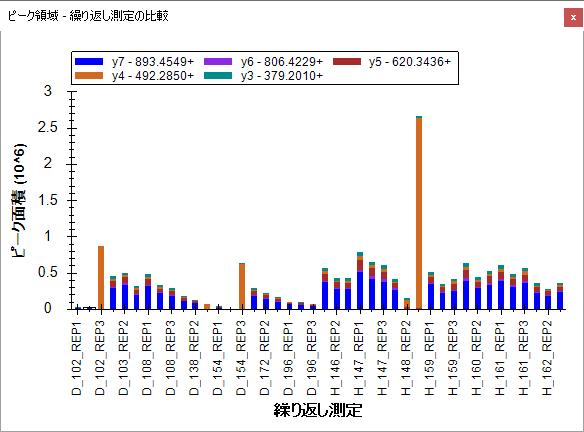 ピーク領域 - 繰り返し測定の比較
x
y7 - 893.4549+ y6 - 806.4229+ y5 - 620.3436+
y4 - 492.2850+ y3 - 379.2010+
3
2.5
2
1.5
1
0.5
0
ピーク面積 (10^6)
D_102_REP1
D_102_REP3
D_103_REP2
D_108_REP1
D_108_REP3
D_138_REP2
D_154_REP1
D_154_REP3
D_172_REP2
D_196_REP1
D_196_REP3
H_146_REP2
H_147_REP1
H_147_REP3
H_148_REP2
H_159_REP1
H_159_REP3
H_160_REP2
H_161_REP1
H_161_REP3
H_162_REP2
繰り返し測定